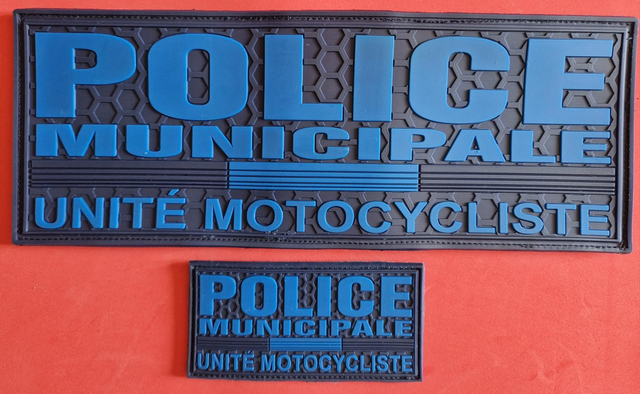 POLICE
MUNICIPALE
UNITÉ MOTOCYCLISTE
POLICE
MUNICIPALE
UNITÉ MOTOCYCLISTE